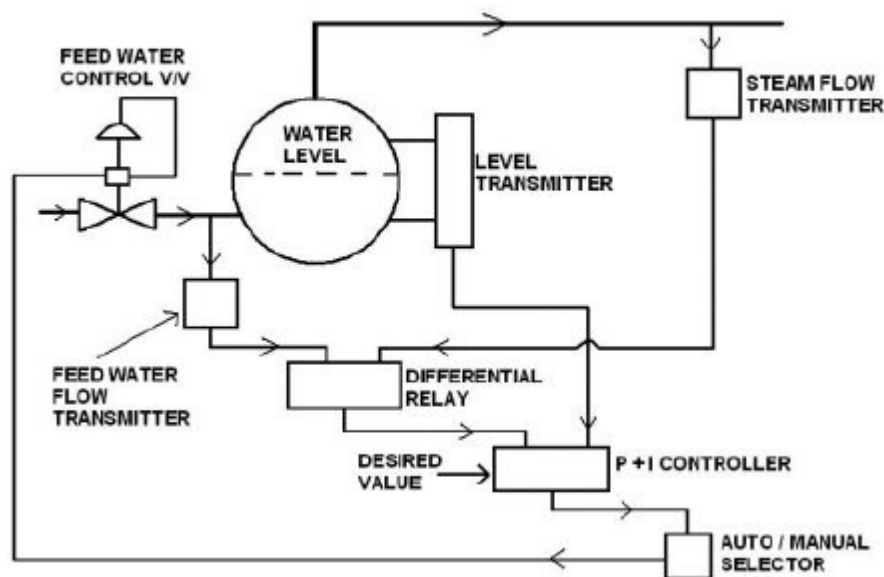 FEED WATER
CONTROL V/V
WATER
LEVEL
STEAM FLOW
TRANSMITTER
LEVEL
TRANSMITTER
FEED WATER
FLOW
TRANSMITTER
DIFFERENTIAL
RELAY
DESIRED
VALUE
P + I CONTROLLER
AUTO / MANUAL
SELECTOR